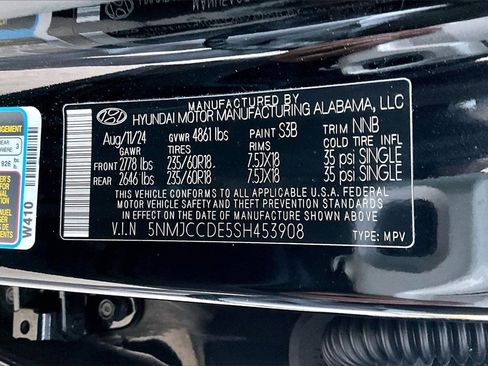 MANUFACTURED BY
HYUNDAI MOTOR MANUFACTURING ALABAMA, LLC
Aug/11/24 GVWR 4861 lbs PAINT S3B TRIM NNB
GAWR TIRES RIMS COLD TIRE INFL
FRONT 2778 lbs 235/60R18 7.5JX18 35 psi SINGLE
REAR 2646 lbs 235/60R18 7.5JX18 35 psi SINGLE
THIS VEHICLE CONFORMS TO ALL APPLICABLE U.S.A. FEDERAL
MOTOR VEHICLE SAFETY AND THEFT PREVENTION STANDARDS
IN EFFECT ON THE DATE OF MANUFACTURE SHOWN ABOVE.
V.I.N 5NMJCCDE5SH453908 TYPE: MPV
3
926
W410